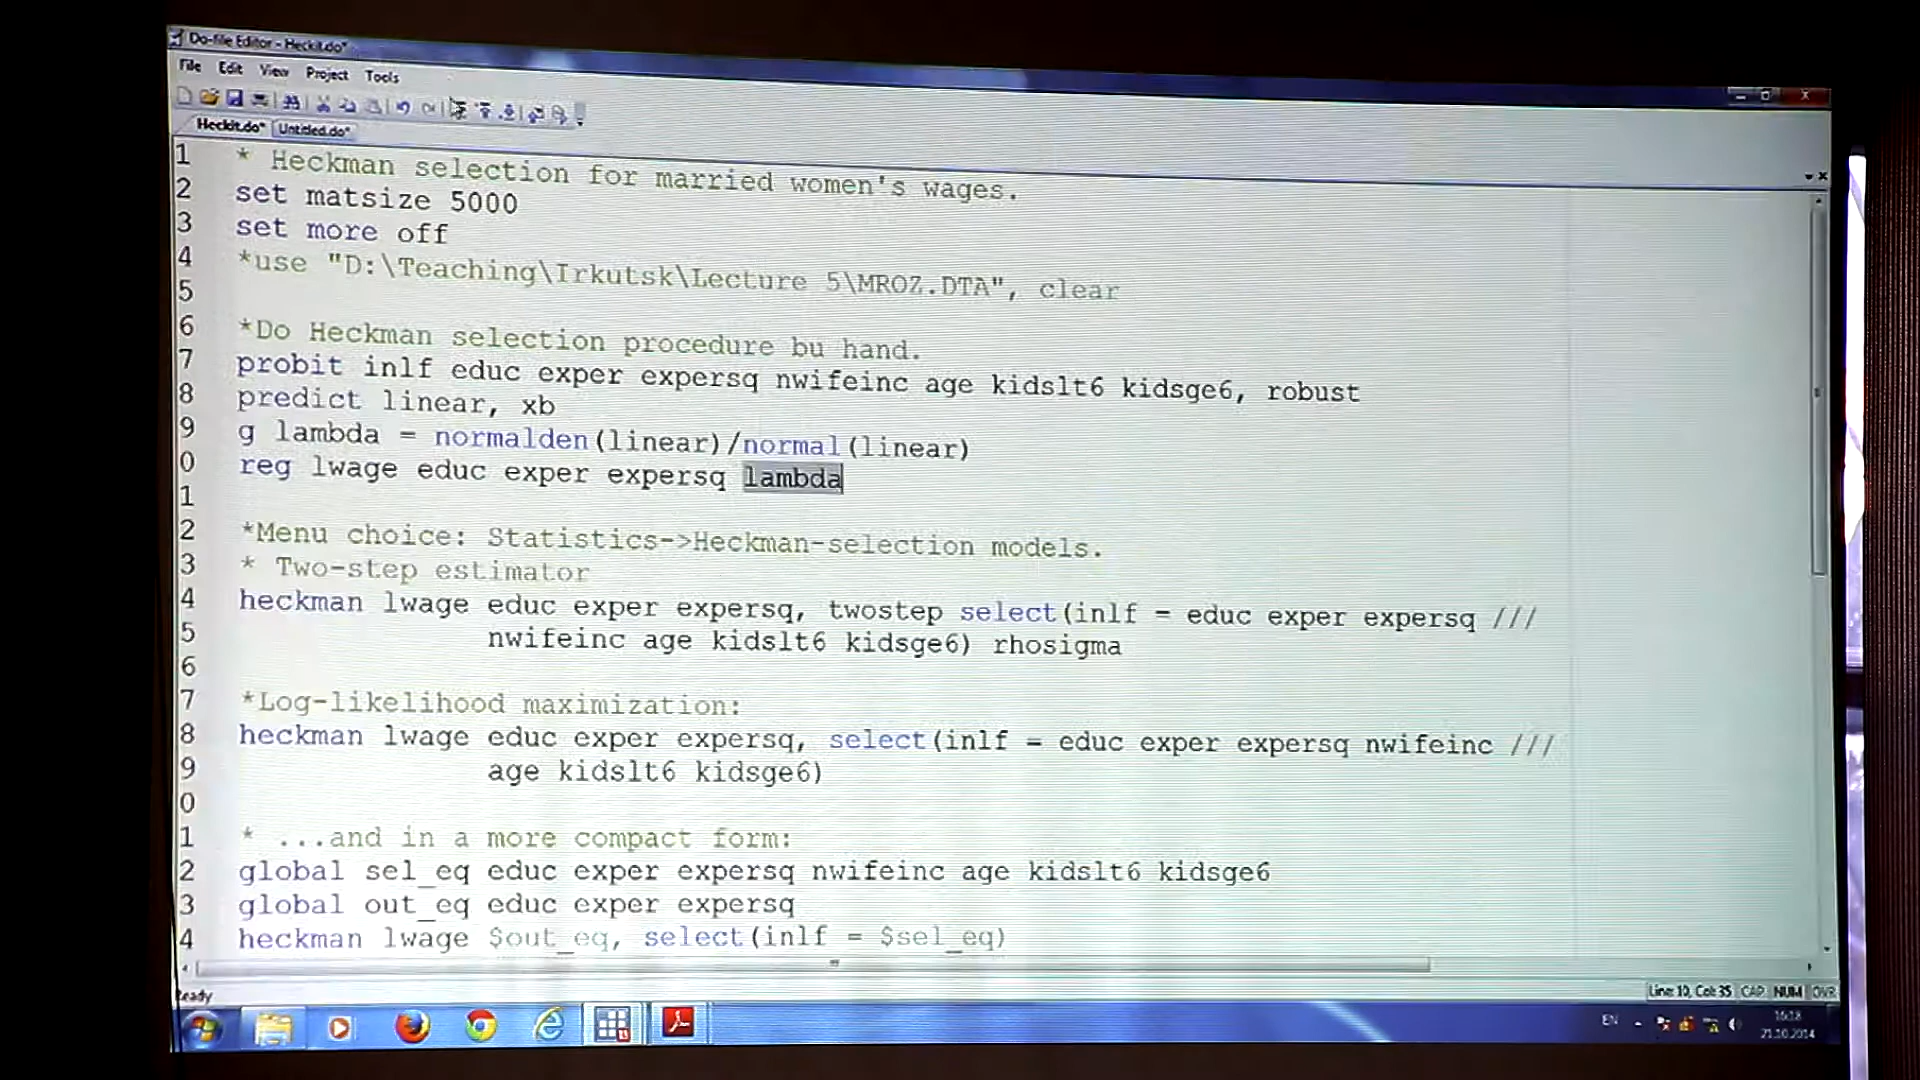 Do-file Editor - Heckit.do*
File Edit View Project Tools
Heckit.do* Untitled.do*
1 * Heckman selection for married women's wages.
2 set matsize 5000
3 set more off
4 *use "D:\Teaching\Irkutsk\Lecture 5\MROZ.DTA", clear
5
6 *Do Heckman selection procedure bu hand.
7 probit inlf educ exper expersq nwifeinc age kidslt6 kidsge6, robust
8 predict linear, xb
9 g lambda = normalden(linear)/normal(linear)
0 reg lwage educ exper expersq lambda
1
2 *Menu choice: Statistics->Heckman-selection models.
3 * Two-step estimator
4 heckman lwage educ exper expersq, twostep select(inlf = educ exper expersq ///
5 nwifeinc age kidslt6 kidsge6) rhosigma
6
7 *Log-likelihood maximization:
8 heckman lwage educ exper expersq, select(inlf = educ exper expersq nwifeinc ///
9 age kidslt6 kidsge6)
0
1 * ...and in a more compact form:
2 global sel_eq educ exper expersq nwifeinc age kidslt6 kidsge6
3 global out_eq educ exper expersq
4 heckman lwage $out_eq, select(inlf = $sel_eq)
Ready
Line: 10, Col: 35 CAP NUM OVR
EN
16:18
21.10.2014